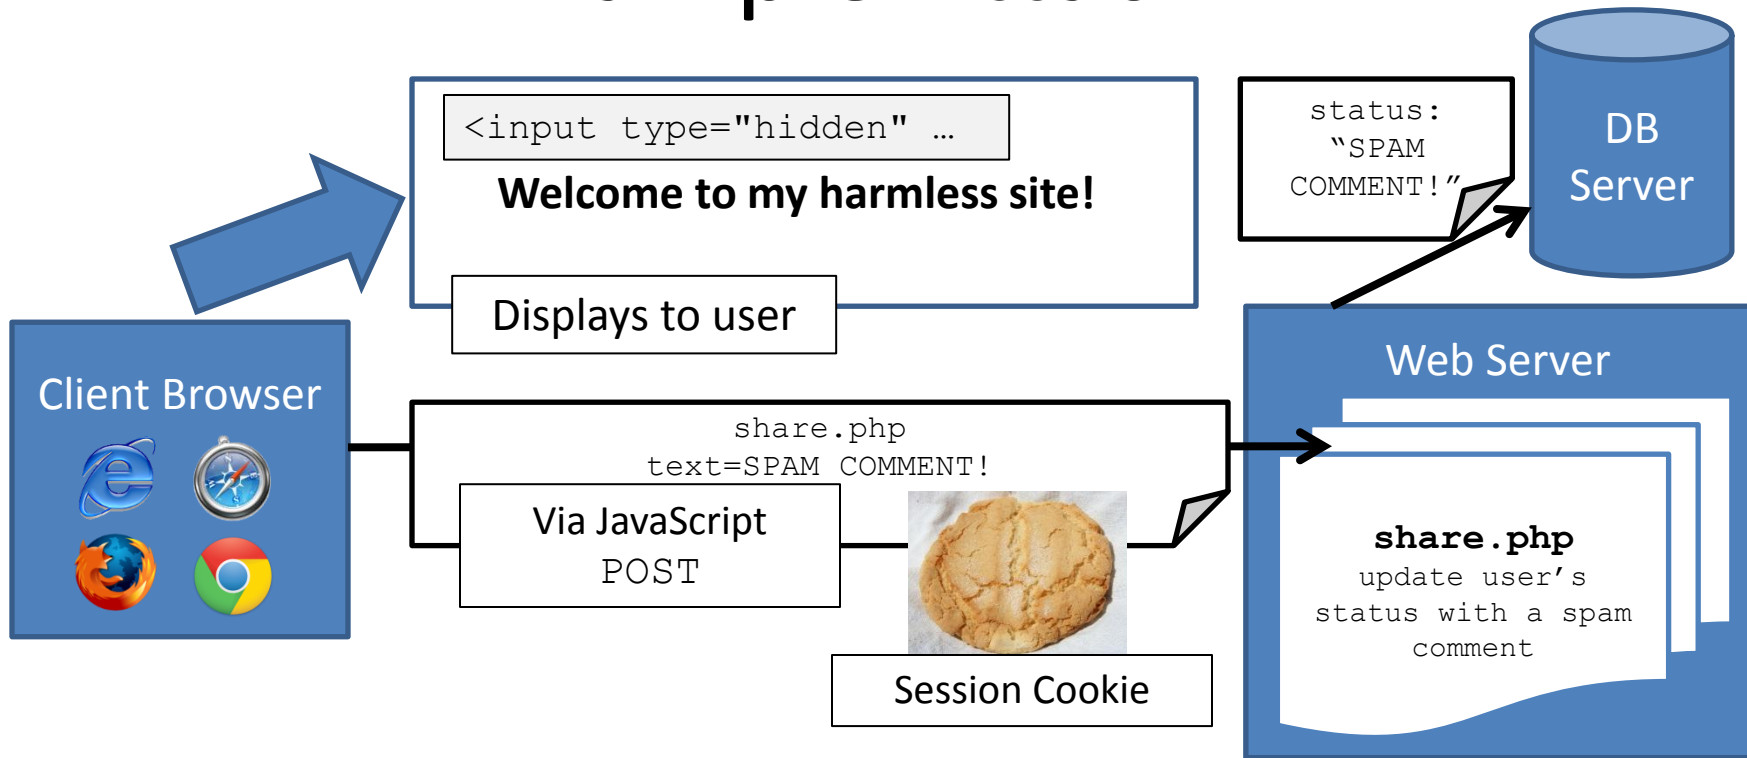 <input type="hidden" …
Welcome to my harmless site!
Displays to user
status:
“SPAM
COMMENT!”
DB
Server
Client Browser
share.php
text=SPAM COMMENT!
Via JavaScript
POST
Session Cookie
Web Server
share.php
update user’s
status with a spam
comment